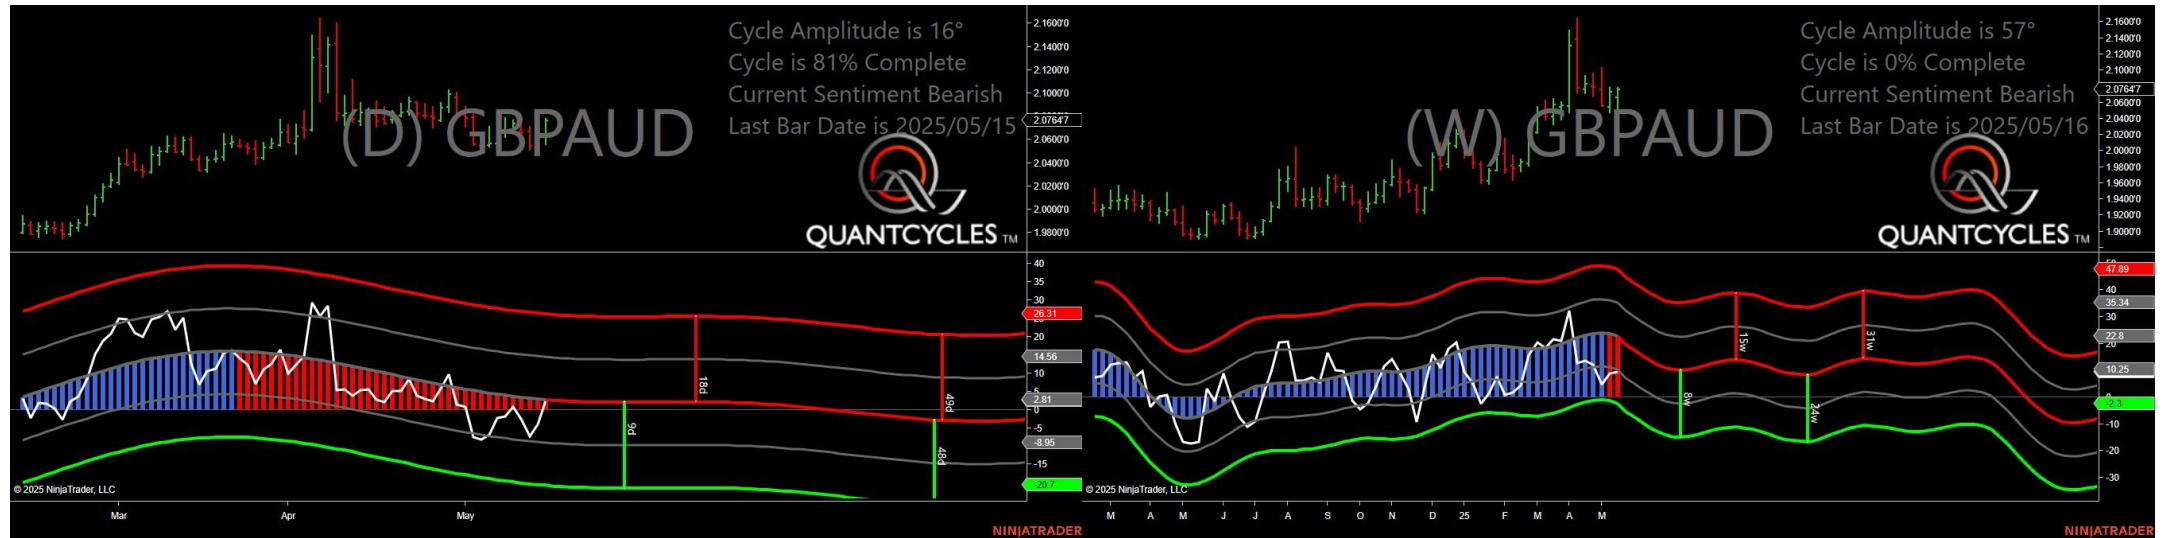 Cycle Amplitude is 16°
Cycle is 81% Complete
Current Sentiment Bearish
Last Bar Date is 2025/05/15
(D) GBPAUD
QUANTCYCLES TM
2.1600'0
2.1400'0
2.1200'0
2.1000'0
2.0764'7
2.0600'0
2.0400'0
2.0200'0
2.0000'0
1.9800'0
40
35
30
26.31
20
14.56
10
5
2.81
0
-5
-8.95
-15
-20.7
9d
18d
48d
49d
© 2025 NinjaTrader, LLC
Mar
Apr
May
NINJATRADER
Cycle Amplitude is 57°
Cycle is 0% Complete
Current Sentiment Bearish
Last Bar Date is 2025/05/16
(W) GBPAUD
QUANTCYCLES TM
2.1600'0
2.1400'0
2.1200'0
2.1000'0
2.0764'7
2.0600'0
2.0400'0
2.0200'0
2.0000'0
1.9800'0
1.9600'0
1.9400'0
1.9200'0
1.9000'0
47.89
40
35.34
30
22.8
20
10.25
-2.3
-10
-20
-30
8w
15w
24w
31w
© 2025 NinjaTrader, LLC
M
A
M
J
J
A
S
O
N
D
25
F
M
A
M
NINJATRADER